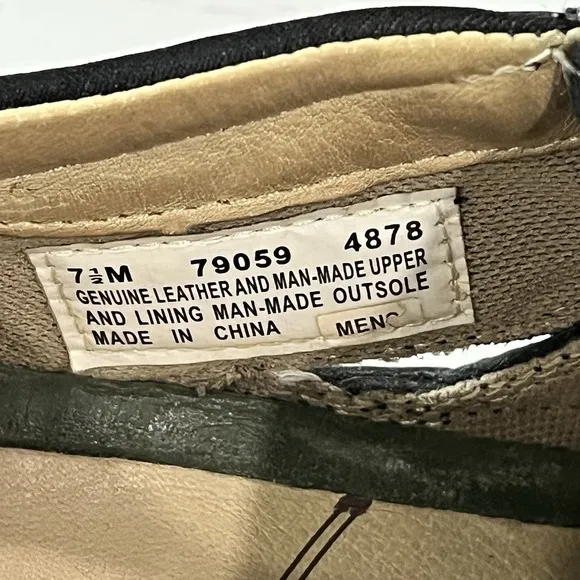 7½M 79059 4878
GENUINE LEATHER AND MAN-MADE UPPER
AND LINING MAN-MADE OUTSOLE
MADE IN CHINA